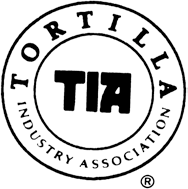 TORTILLA
TIA
INDUSTRY ASSOCIATION
®